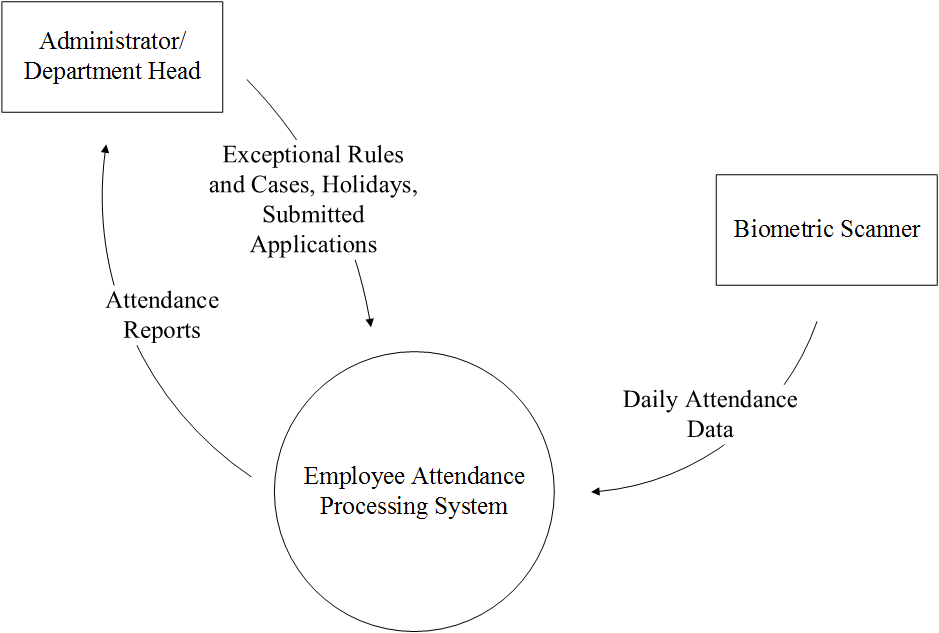 Administrator/
Department Head
Exceptional Rules
and Cases, Holidays,
Submitted
Applications
Biometric Scanner
Attendance
Reports
Daily Attendance
Data
Employee Attendance
Processing System